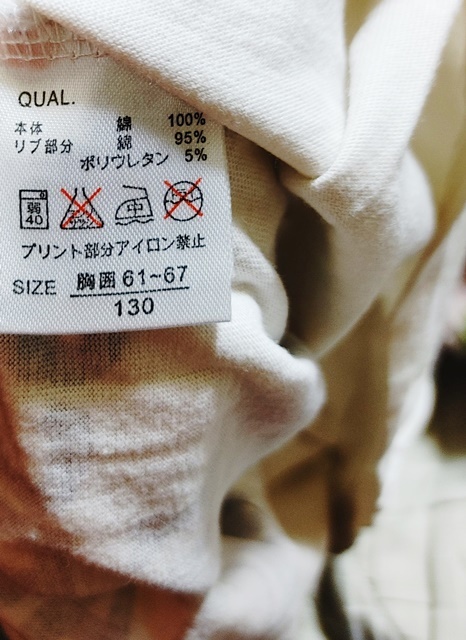 QUAL.
本体 綿 100%
リブ部分 綿 95%
ポリウレタン 5%
弱 40 中
プリント部分アイロン禁止
SIZE 胸囲 61~67
130